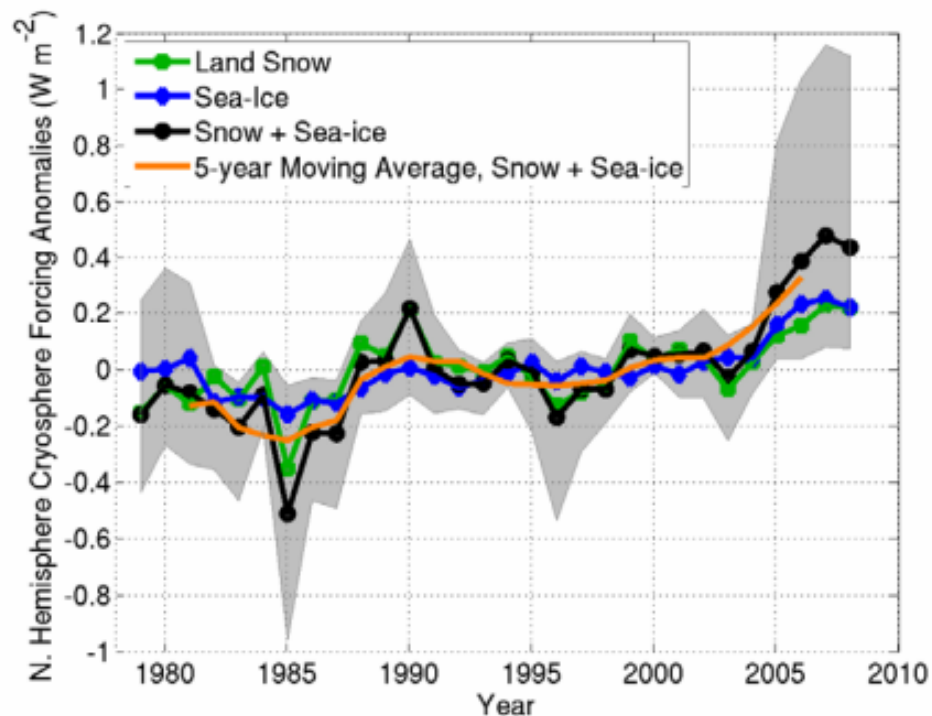 N. Hemisphere Cryosphere Forcing Anomalies (W m⁻²)
1.2
1
0.8
0.6
0.4
0.2
0
-0.2
-0.4
-0.6
-0.8
-1
Land Snow
Sea-Ice
Snow + Sea-ice
5-year Moving Average, Snow + Sea-ice
1980 1985 1990 1995 2000 2005 2010
Year